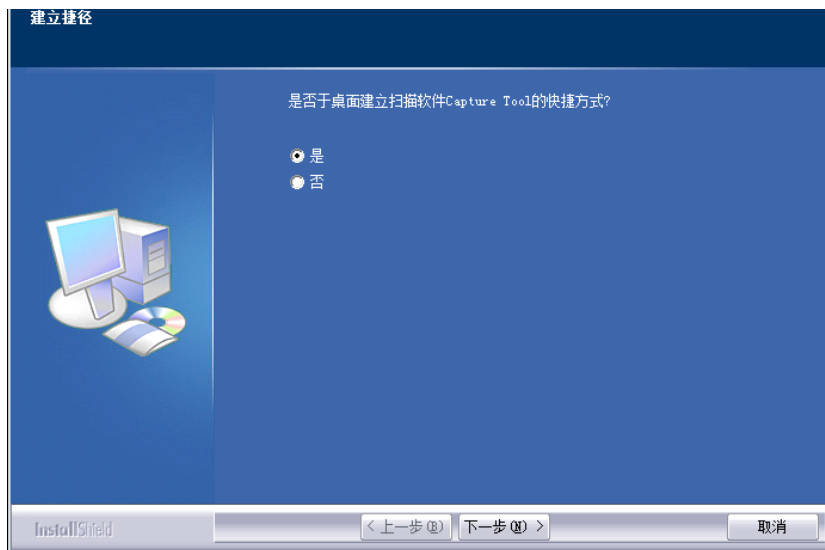 建立捷径
是否于桌面建立扫描软件Capture Tool的快捷方式?
是
否
InstallShield
< 上一步(B)
下一步(N) >
取消